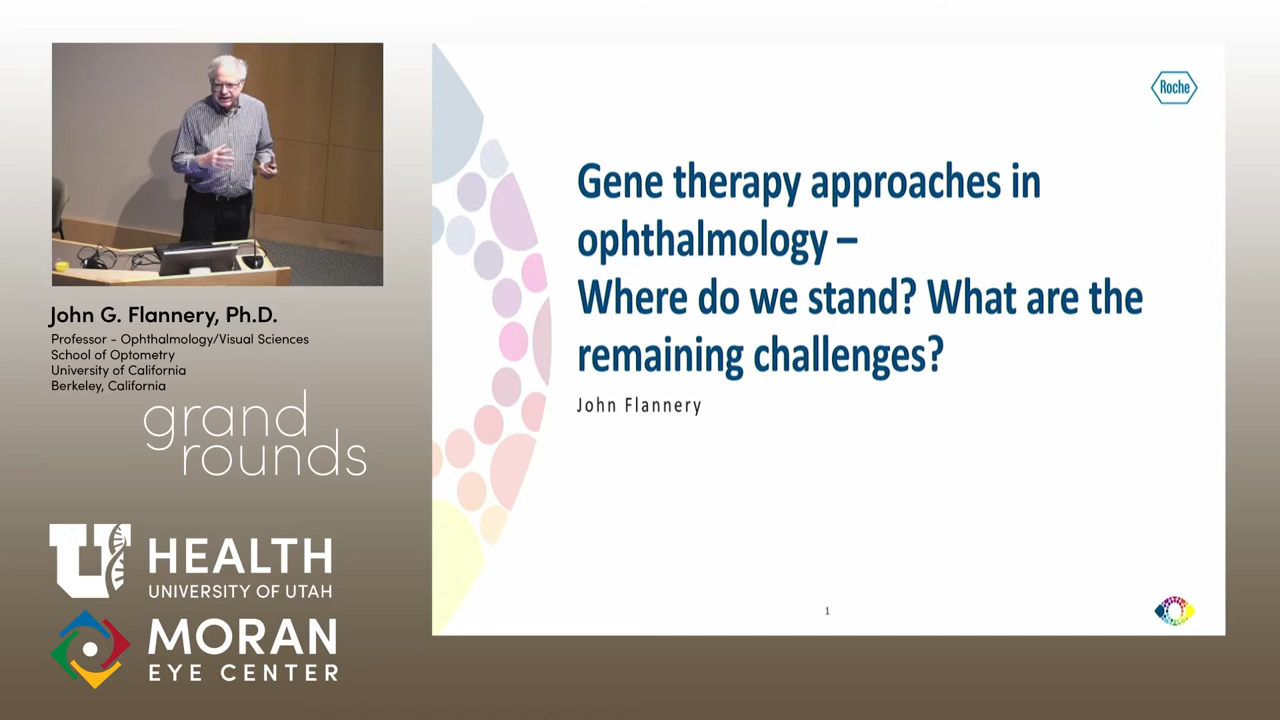 John G. Flannery, Ph.D.
Professor – Ophthalmology/Visual Sciences
School of Optometry
University of California
Berkeley, California
grand
rounds
U HEALTH
UNIVERSITY OF UTAH
MORAN
EYE CENTER
Roche
Gene therapy approaches in
ophthalmology –
Where do we stand? What are the
remaining challenges?
John Flannery
1